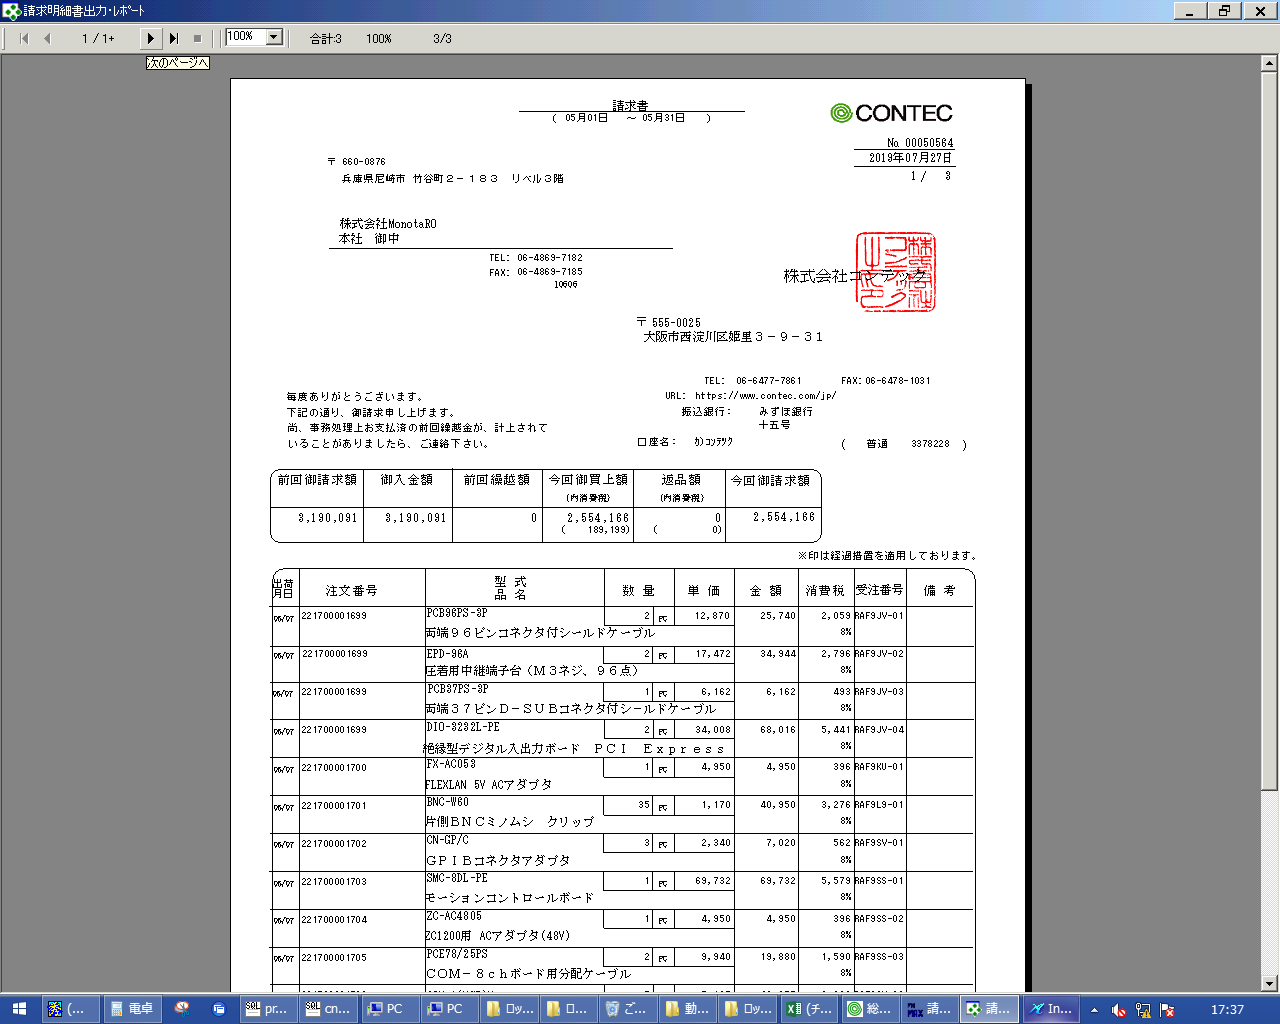 請求明細書出力・ﾚﾎﾟｰﾄ
1 / 1+ 100% 合計:3 100% 3/3
次のページへ
請求書
( 05月01日 ～ 05月31日 )
CONTEC
No. 00050564
2019年07月27日
1 / 3
〒 660-0876
兵庫県尼崎市 竹谷町２－１８３ リベル３階
株式会社MonotaRO
本社 御中
TEL: 06-4869-7182
FAX: 06-4869-7185
10606
株式会社コンテック
〒 555-0025
大阪市西淀川区姫里３－９－３１
TEL: 06-6477-7861 FAX: 06-6478-1031
URL: https://www.contec.com/jp/
振込銀行: みずほ銀行
十五号
口座名: ｶ)ｺﾝﾃﾂｸ ( 普通 3378228 )
毎度ありがとうございます。
下記の通り、御請求申し上げます。
尚、事務処理上お支払済の前回繰越金が、計上されて
いることがありましたら、ご連絡下さい。
前回御請求額 御入金額 前回繰越額 今回御買上額 返品額 今回御請求額
(内消費税) (内消費税)
3,190,091 3,190,091 0 2,554,166 0 2,554,166
( 189,199) ( 0)
※印は経過措置を適用しております。
出荷月日 注文番号 型式 品名 数量 単価 金額 消費税 受注番号 備考
06/07 221700001699 PCB96PS-3P 2 PC 12,870 25,740 2,059 RAF9JY-01
両端９６ピンコネクタ付シールドケーブル 8%
06/07 221700001699 EPD-96A 2 PC 17,472 34,944 2,796 RAF9JY-02
圧着用中継端子台（Ｍ３ネジ、９６点） 8%
06/07 221700001699 PCB37PS-3P 1 PC 6,162 6,162 493 RAF9JY-03
両端３７ピンＤ－ＳＵＢコネクタ付シールドケーブル 8%
06/07 221700001699 DIO-3232L-PE 2 PC 34,008 68,016 5,441 RAF9JY-04
絶縁型デジタル入出力ボード ＰＣＩ Ｅｘｐｒｅｓｓ 8%
06/07 221700001700 FX-AC053 1 PC 4,950 4,950 396 RAF9KU-01
FLEXLAN 5V ACアダプタ 8%
06/07 221700001701 BNC-W60 35 PC 1,170 40,950 3,276 RAF9L9-01
片側ＢＮＣミノムシ クリップ 8%
06/07 221700001702 CN-GP/C 3 PC 2,340 7,020 562 RAF9SV-01
ＧＰＩＢコネクタアダプタ 8%
06/07 221700001703 SMC-8DL-PE 1 PC 69,732 69,732 5,579 RAF9SS-01
モーションコントロールボード 8%
06/07 221700001704 ZC-AC4805 1 PC 4,950 4,950 396 RAF9SS-02
ZC1200用 ACアダプタ(48V) 8%
06/07 221700001705 PCE78/25PS 2 PC 9,940 19,880 1,590 RAF9SS-03
ＣＯＭ－８ｃｈボード用分配ケーブル 8%
(... 電卓 pr... cn... PC PC ロッ... ロ... ご... 動... ロッ... (チ... 総... 請... 請... In... 17:37